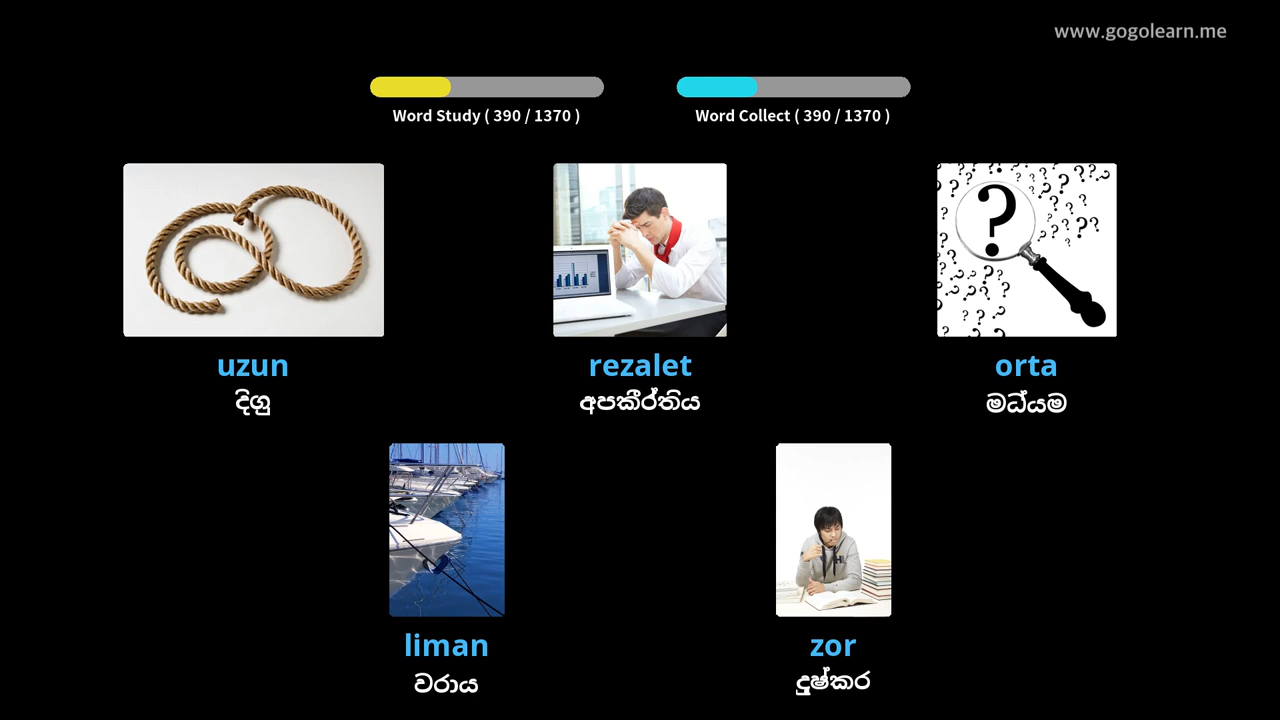 www.gogolearn.me
Word Study ( 390 / 1370 )
Word Collect ( 390 / 1370 )
uzun
දිගු
rezalet
අපකීර්තිය
orta
මධ්යම
liman
වරාය
zor
දුෂ්කර